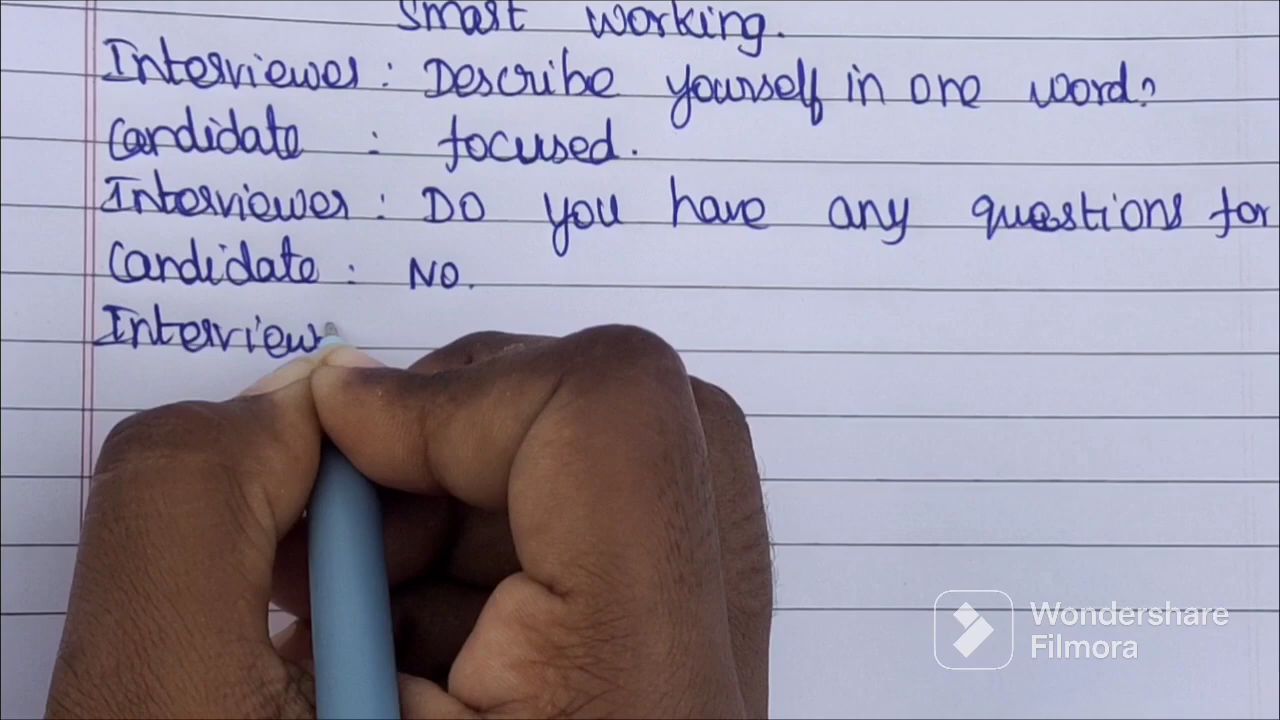 Smart working.
Interviewer : Describe yourself in one word?
Candidate : focused.
Interviewer : Do you have any questions for
Candidate : No.
Interview
Wondershare
Filmora